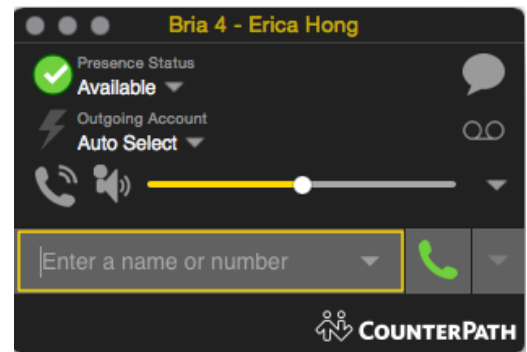 Bria 4 - Erica Hong
Presence Status
Available
Outgoing Account
Auto Select
Enter a name or number
COUNTERPATH